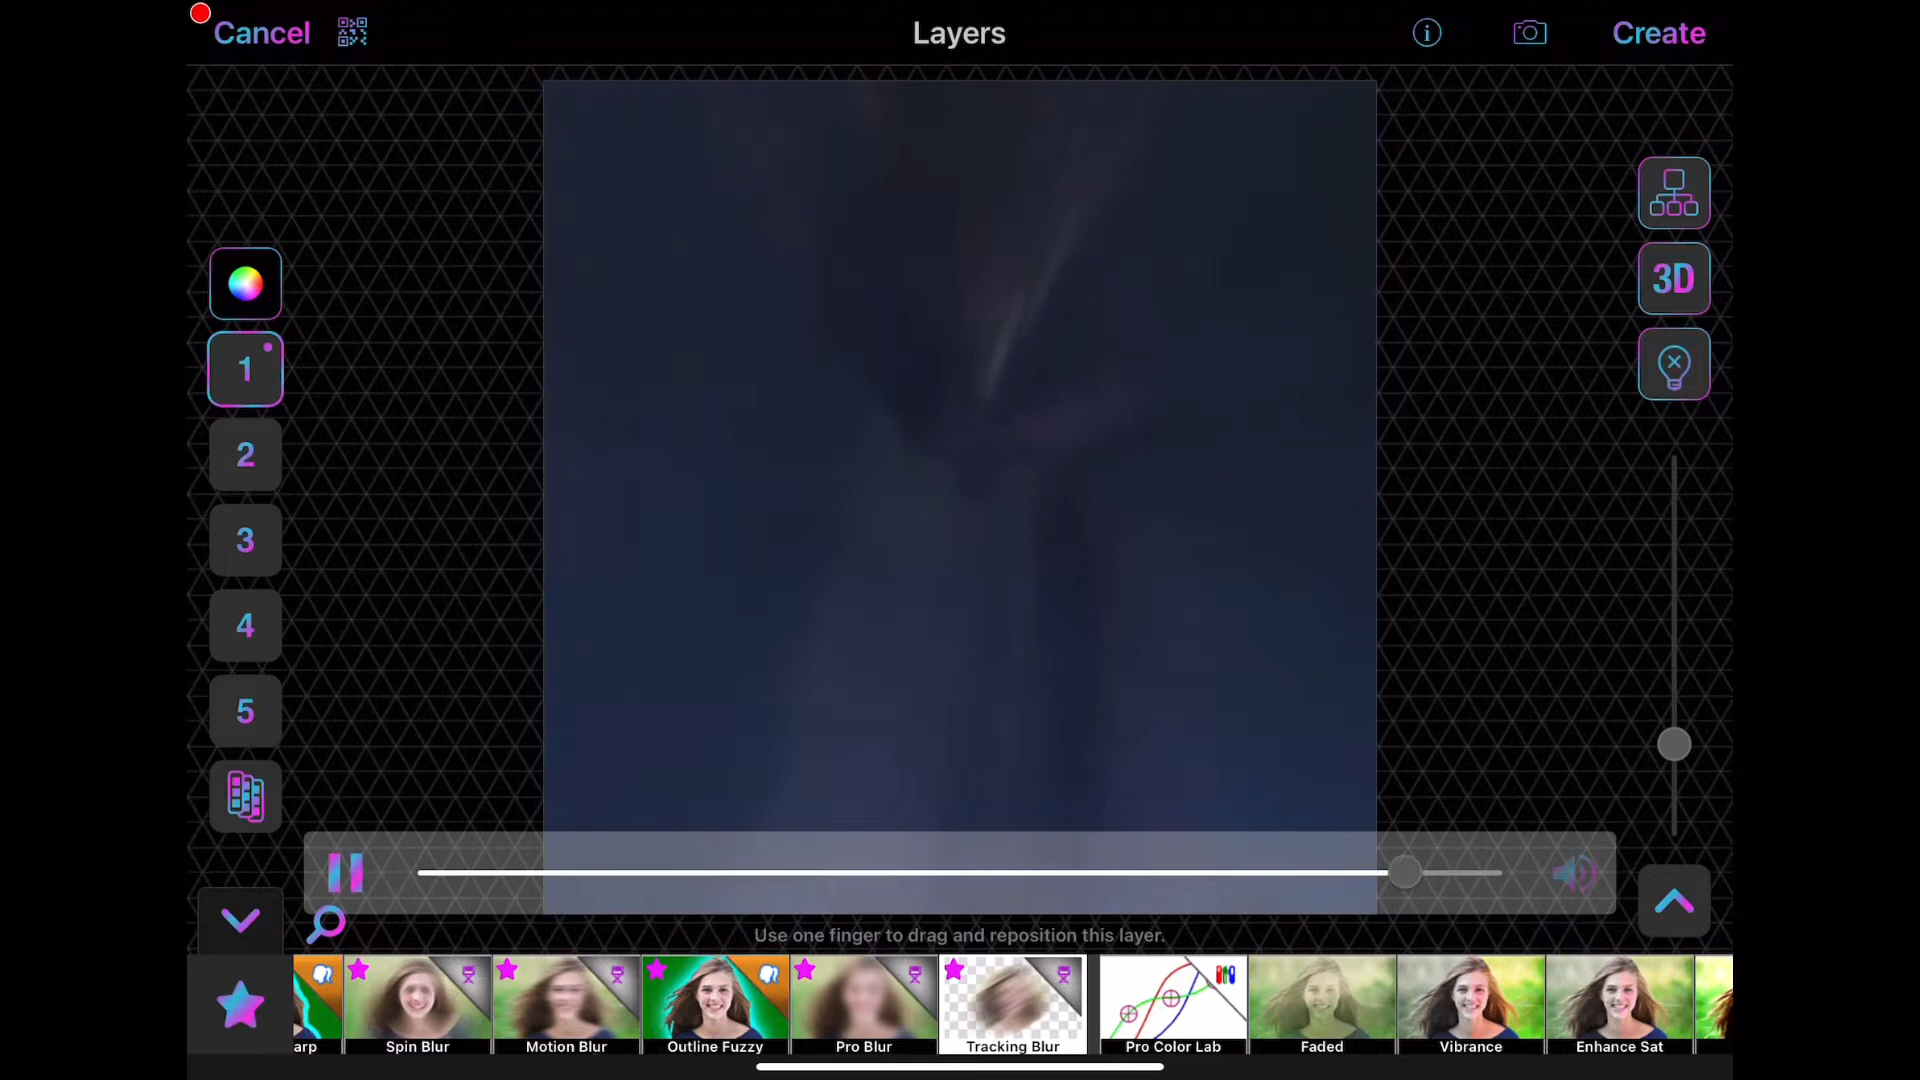 Cancel
Layers
Create
3D
1
2
3
4
5
Use one finger to drag and reposition this layer.
arp
Spin Blur
Motion Blur
Outline Fuzzy
Pro Blur
Tracking Blur
Pro Color Lab
Faded
Vibrance
Enhance Sat